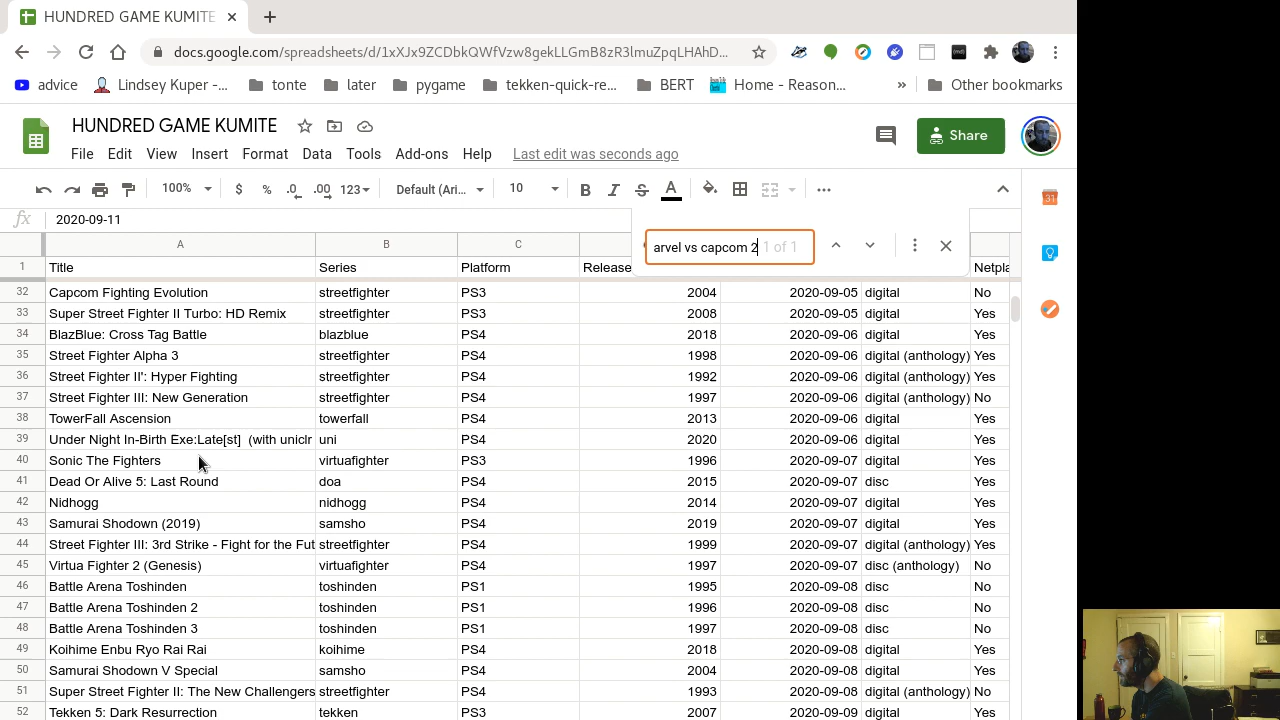 HUNDRED GAME KUMITE
docs.google.com/spreadsheets/d/1xXJx9ZCDbkQWfVzw8gekLLGmB8zR3lmuZpqLHAhD...
advice Lindsey Kuper -... tonte later pygame tekken-quick-re... BERT Home - Reason... » Other bookmarks
HUNDRED GAME KUMITE
Share
File Edit View Insert Format Data Tools Add-ons Help Last edit was seconds ago
100% $ % .0 .00 123 Default (Ari... 10 B I S A
31
fx 2020-09-11
arvel vs capcom 2 1 of 1
A B C
1 Title Series Platform Release Netpla
32 Capcom Fighting Evolution streetfighter PS3 2004 2020-09-05 digital No
33 Super Street Fighter II Turbo: HD Remix streetfighter PS3 2008 2020-09-05 digital Yes
34 BlazBlue: Cross Tag Battle blazblue PS4 2018 2020-09-06 digital Yes
35 Street Fighter Alpha 3 streetfighter PS4 1998 2020-09-06 digital (anthology) Yes
36 Street Fighter II': Hyper Fighting streetfighter PS4 1992 2020-09-06 digital (anthology) Yes
37 Street Fighter III: New Generation streetfighter PS4 1997 2020-09-06 digital (anthology) No
38 TowerFall Ascension towerfall PS4 2013 2020-09-06 digital Yes
39 Under Night In-Birth Exe:Late[st] (with uniclr uni PS4 2020 2020-09-06 digital Yes
40 Sonic The Fighters virtuafighter PS3 1996 2020-09-07 digital Yes
41 Dead Or Alive 5: Last Round doa PS4 2015 2020-09-07 disc Yes
42 Nidhogg nidhogg PS4 2014 2020-09-07 digital Yes
43 Samurai Shodown (2019) samsho PS4 2019 2020-09-07 digital Yes
44 Street Fighter III: 3rd Strike - Fight for the Fut streetfighter PS4 1999 2020-09-07 digital (anthology) Yes
45 Virtua Fighter 2 (Genesis) virtuafighter PS4 1997 2020-09-07 disc (anthology) No
46 Battle Arena Toshinden toshinden PS1 1995 2020-09-08 disc No
47 Battle Arena Toshinden 2 toshinden PS1 1996 2020-09-08 disc No
48 Battle Arena Toshinden 3 toshinden PS1 1997 2020-09-08 disc No
49 Koihime Enbu Ryo Rai Rai koihime PS4 2018 2020-09-08 digital Yes
50 Samurai Shodown V Special samsho PS4 2004 2020-09-08 digital Yes
51 Super Street Fighter II: The New Challengers streetfighter PS4 1993 2020-09-08 digital (anthology) No
52 Tekken 5: Dark Resurrection tekken PS3 2007 2020-09-09 digital Yes